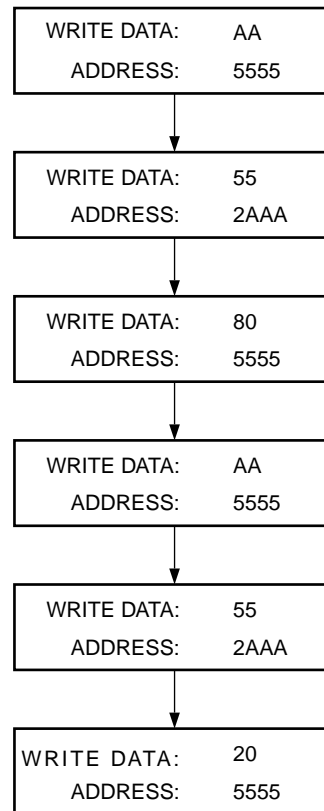 WRITE DATA: AA
ADDRESS: 5555
WRITE DATA: 55
ADDRESS: 2AAA
WRITE DATA: 80
ADDRESS: 5555
WRITE DATA: AA
ADDRESS: 5555
WRITE DATA: 55
ADDRESS: 2AAA
WRITE DATA: 20
ADDRESS: 5555